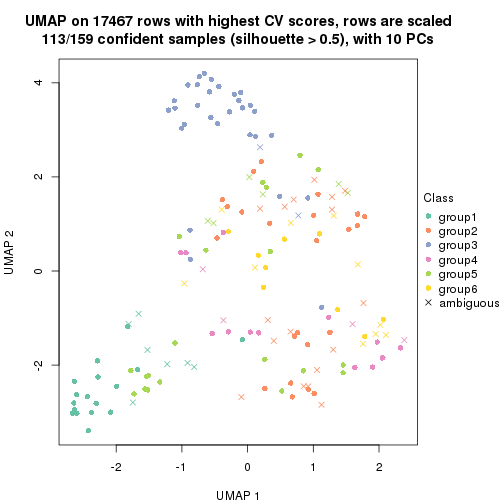 UMAP on 17467 rows with highest CV scores, rows are scaled
113/159 confident samples (silhouette > 0.5), with 10 PCs
4
2
0
-2
UMAP 2
-2
-1
0
1
2
UMAP 1
Class
group1
group2
group3
group4
group5
group6
ambiguous